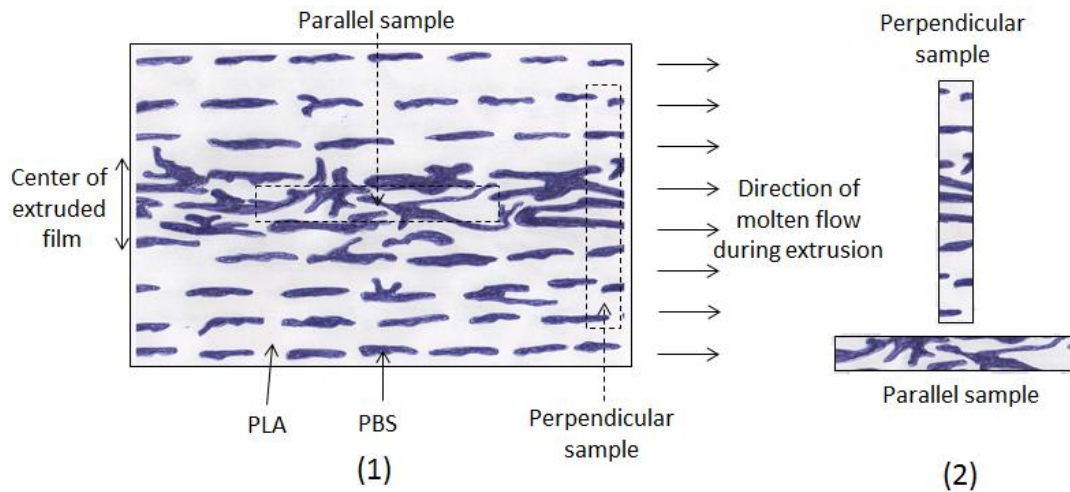 Parallel sample
Center of
extruded
film
Direction of
molten flow
during extrusion
PLA
PBS
Perpendicular
sample
(1)
Perpendicular
sample
Parallel sample
(2)